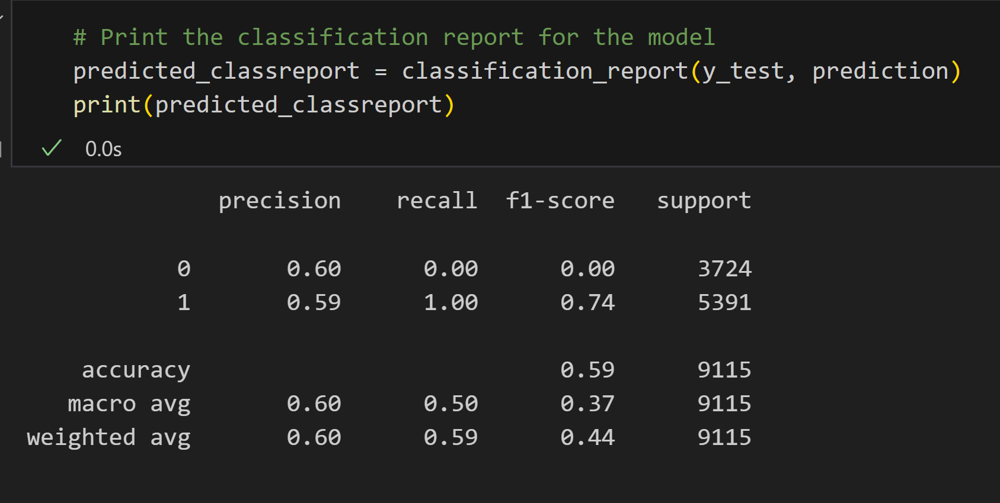 # Print the classification report for the model
predicted_classreport = classification_report(y_test, prediction)
print(predicted_classreport)
0.0s
precision recall f1-score support
0 0.60 0.00 0.00 3724
1 0.59 1.00 0.74 5391
accuracy 0.59 9115
macro avg 0.60 0.50 0.37 9115
weighted avg 0.60 0.59 0.44 9115